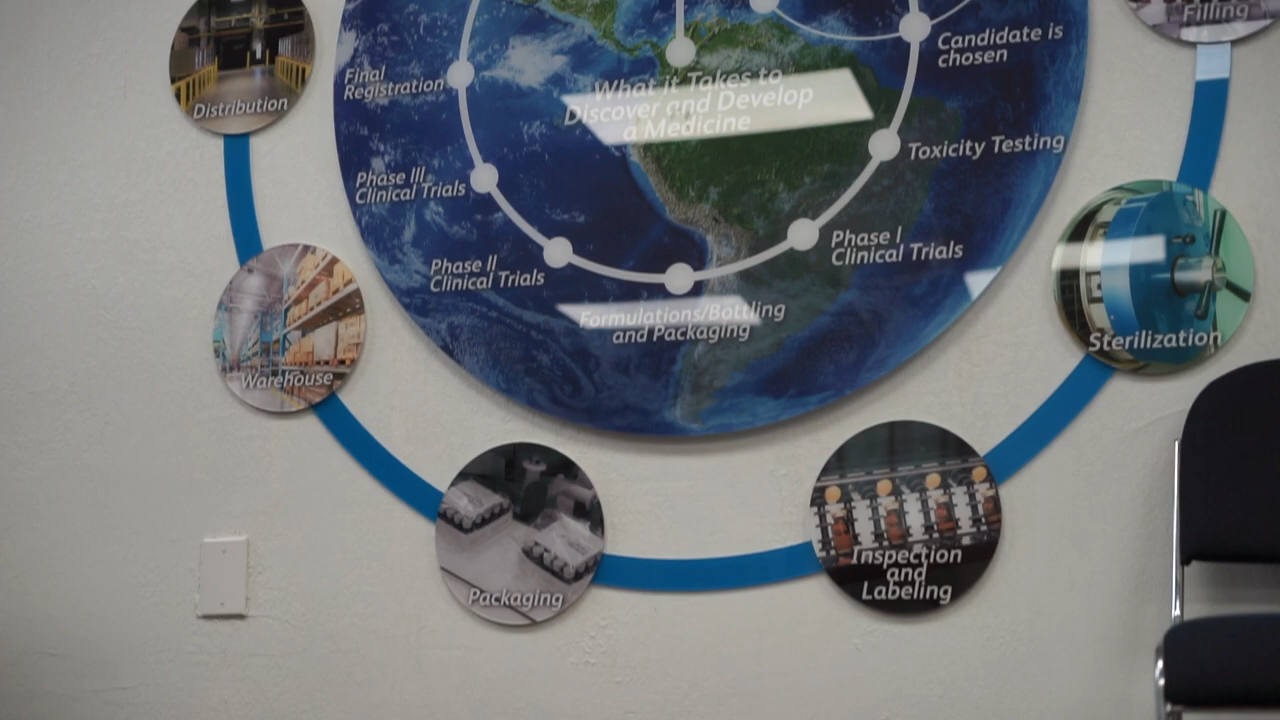 Filling
Candidate is
chosen
Final
Registration
What it Takes to
Discover and Develop
a Medicine
Distribution
Toxicity Testing
Phase III
Clinical Trials
Phase I
Clinical Trials
Phase II
Clinical Trials
Formulations/Bottling
and Packaging
Sterilization
Warehouse
Inspection
and
Labeling
Packaging